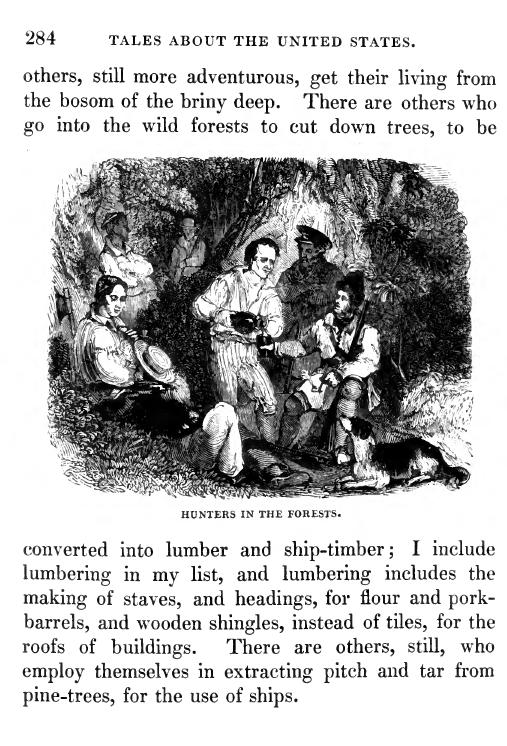 284 TALES ABOUT THE UNITED STATES.
others, still more adventurous, get their living from
the bosom of the briny deep. There are others who
go into the wild forests to cut down trees, to be
HUNTERS IN THE FORESTS.
converted into lumber and ship-timber; I include
lumbering in my list, and lumbering includes the
making of staves, and headings, for flour and pork-
barrels, and wooden shingles, instead of tiles, for the
roofs of buildings. There are others, still, who
employ themselves in extracting pitch and tar from
pine-trees, for the use of ships.